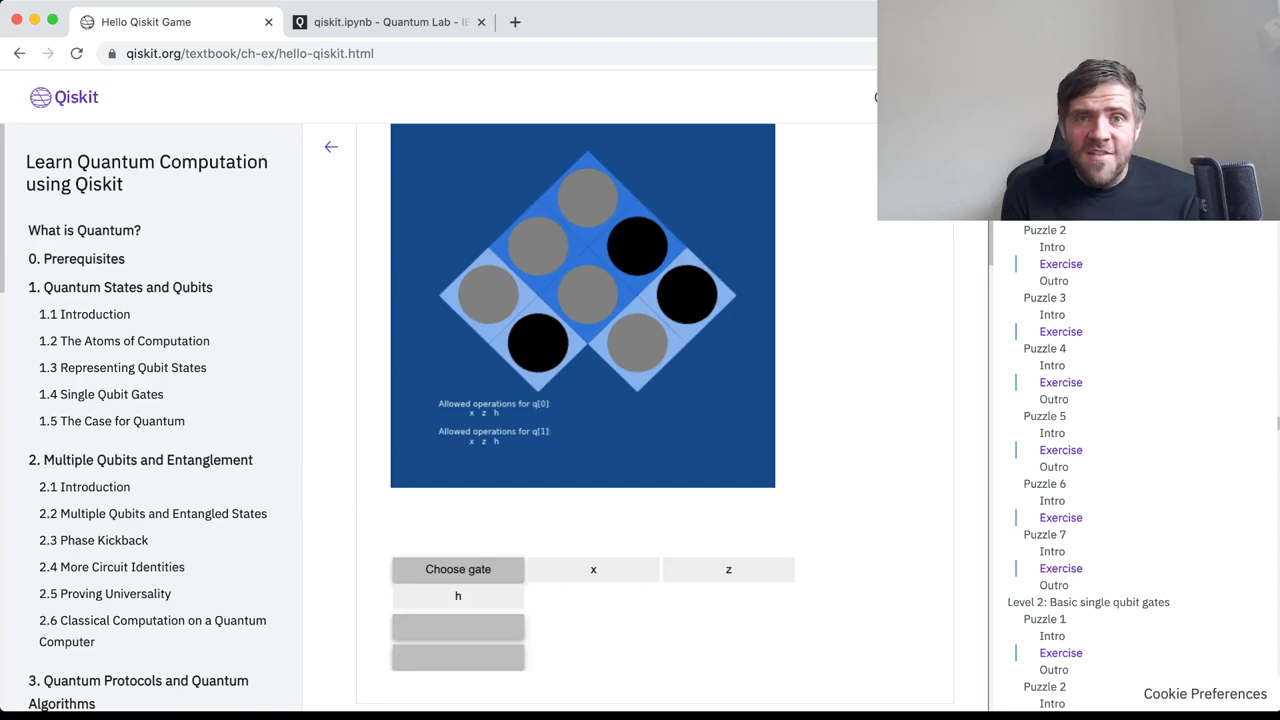 Hello Qiskit Game
qiskit.ipynb - Quantum Lab - IE
qiskit.org/textbook/ch-ex/hello-qiskit.html
Qiskit
Learn Quantum Computation
using Qiskit
What is Quantum?
0. Prerequisites
1. Quantum States and Qubits
1.1 Introduction
1.2 The Atoms of Computation
1.3 Representing Qubit States
1.4 Single Qubit Gates
1.5 The Case for Quantum
2. Multiple Qubits and Entanglement
2.1 Introduction
2.2 Multiple Qubits and Entangled States
2.3 Phase Kickback
2.4 More Circuit Identities
2.5 Proving Universality
2.6 Classical Computation on a Quantum
Computer
3. Quantum Protocols and Quantum
Algorithms
Allowed operations for q[0]:
x z h
Allowed operations for q[1]:
x z h
Choose gate
x
z
h
Puzzle 2
Intro
Exercise
Outro
Puzzle 3
Intro
Exercise
Puzzle 4
Intro
Exercise
Outro
Puzzle 5
Intro
Exercise
Outro
Puzzle 6
Intro
Exercise
Puzzle 7
Intro
Exercise
Outro
Level 2: Basic single qubit gates
Puzzle 1
Intro
Exercise
Outro
Puzzle 2
Intro
Cookie Preferences